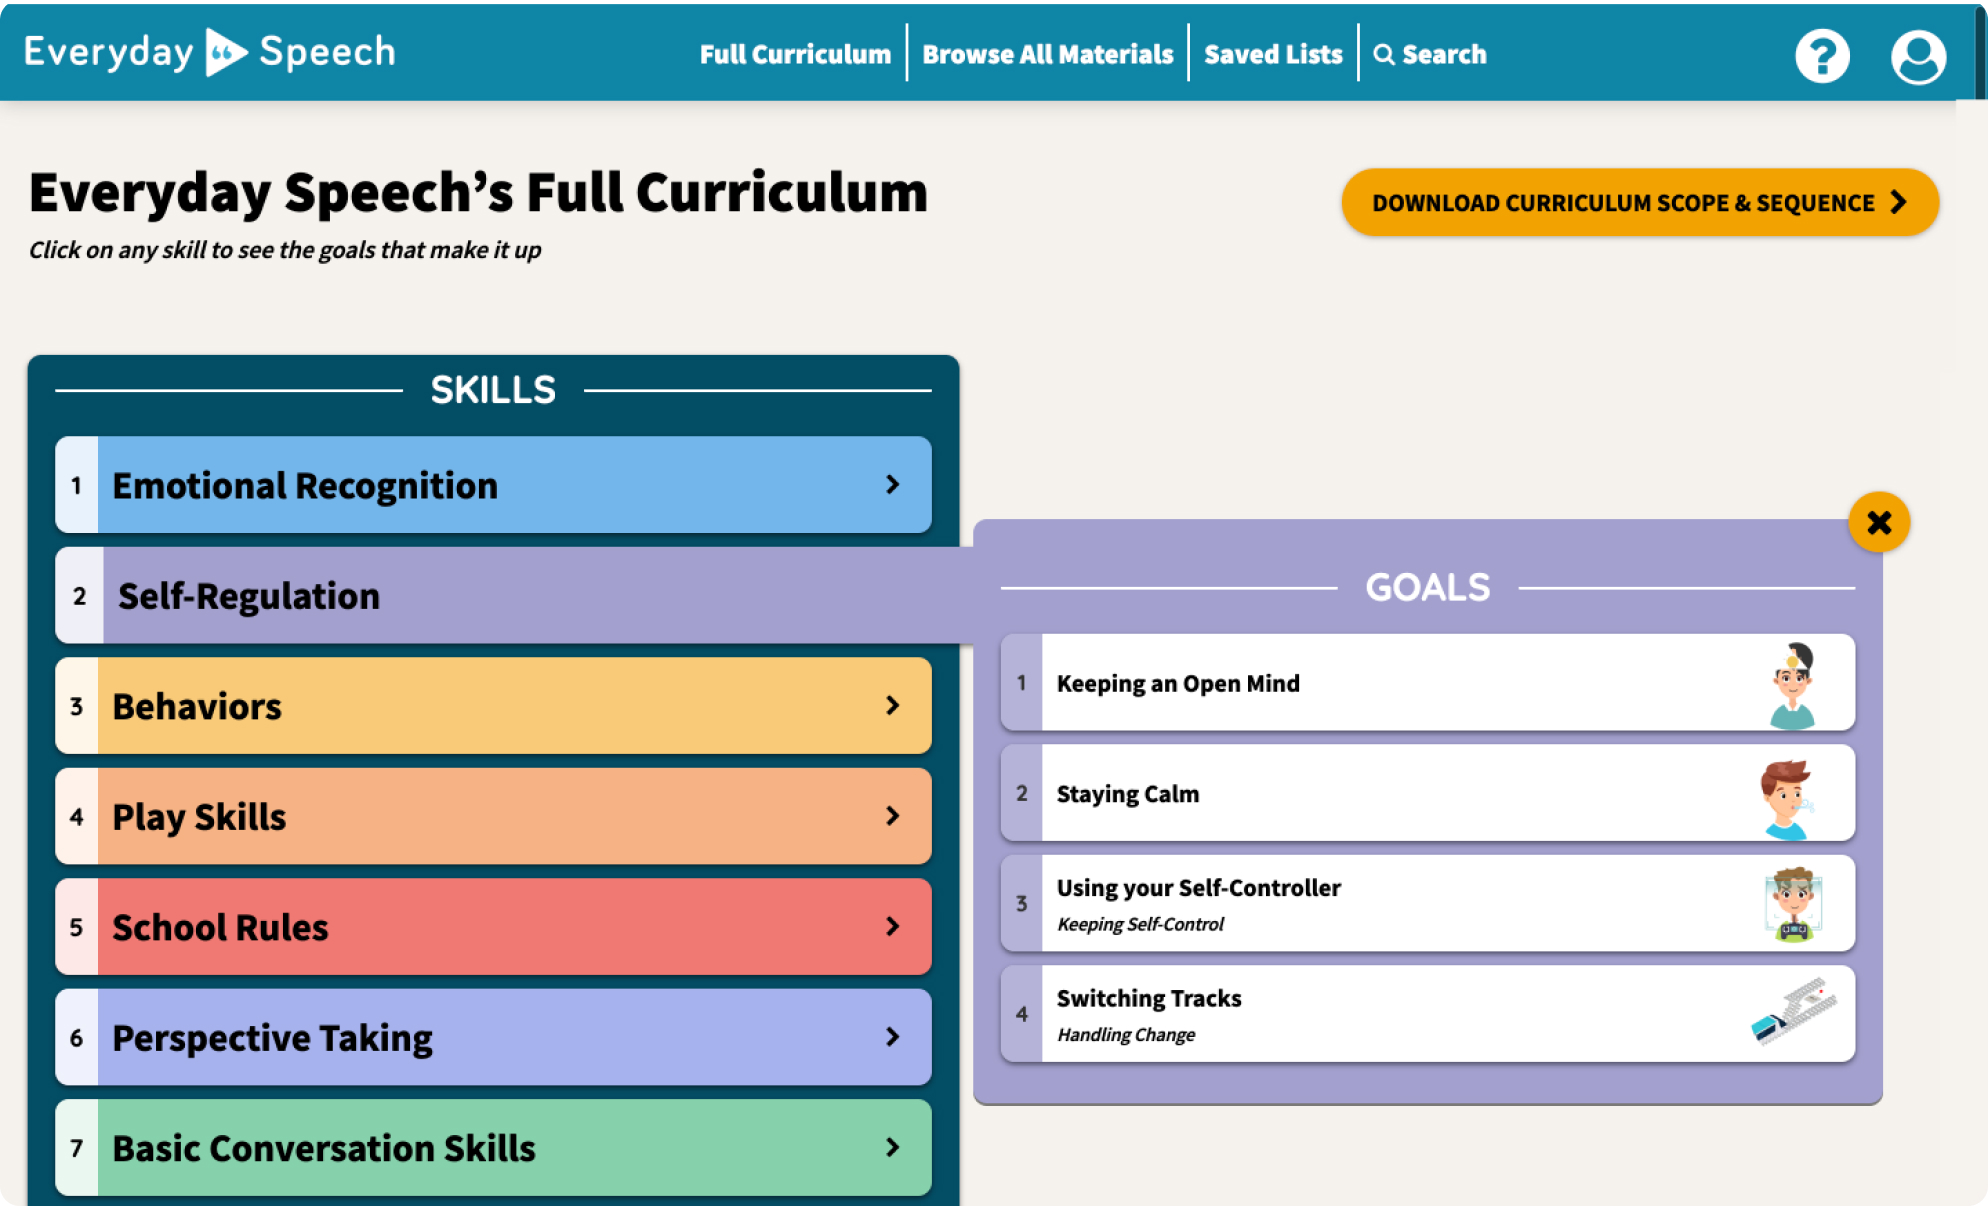 Everyday Speech
Full Curriculum
Browse All Materials
Saved Lists
Search
?
Everyday Speech’s Full Curriculum
Click on any skill to see the goals that make it up
DOWNLOAD CURRICULUM SCOPE & SEQUENCE
SKILLS
1 Emotional Recognition
2 Self-Regulation
3 Behaviors
4 Play Skills
5 School Rules
6 Perspective Taking
7 Basic Conversation Skills
GOALS
1 Keeping an Open Mind
2 Staying Calm
3 Using your Self-Controller
Keeping Self-Control
4 Switching Tracks
Handling Change